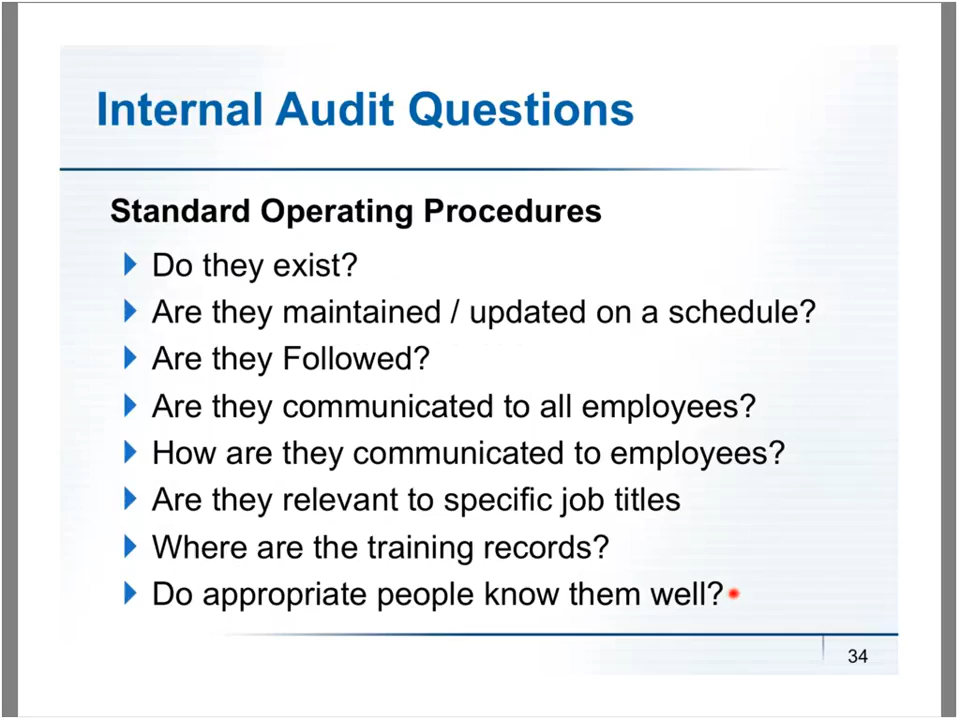 Internal Audit Questions
Standard Operating Procedures
Do they exist?
Are they maintained / updated on a schedule?
Are they Followed?
Are they communicated to all employees?
How are they communicated to employees?
Are they relevant to specific job titles
Where are the training records?
Do appropriate people know them well?
34